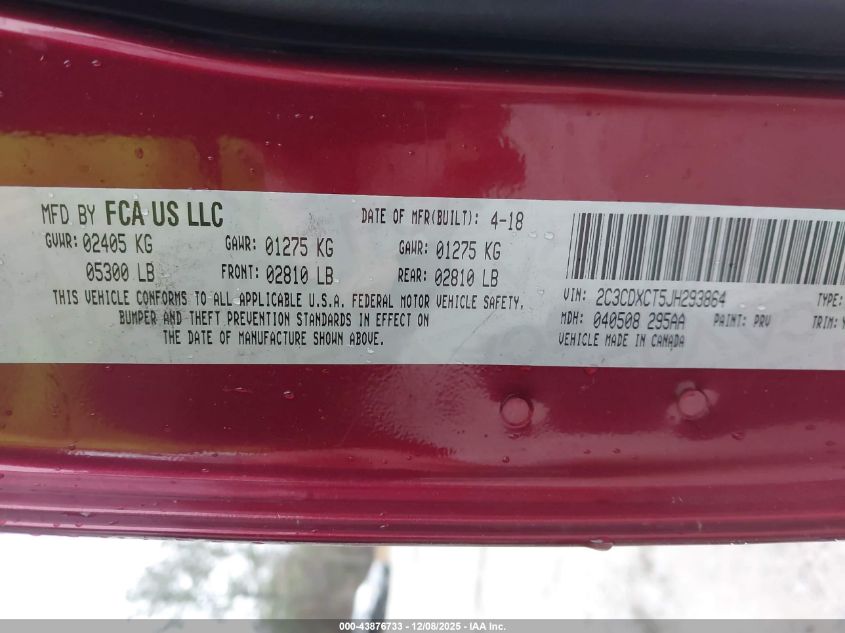 MFD BY FCA US LLC
DATE OF MFR(BUILT): 4-18
GVWR: 02405 KG
GAWR: 01275 KG
GAWR: 01275 KG
05300 LB
FRONT: 02810 LB
REAR: 02810 LB
THIS VEHICLE CONFORMS TO ALL APPLICABLE U.S.A. FEDERAL MOTOR VEHICLE SAFETY,
BUMPER AND THEFT PREVENTION STANDARDS IN EFFECT ON
THE DATE OF MANUFACTURE SHOWN ABOVE.
VIN: 2C3CDXCT5JH293864
TYPE:
MDH: 040508 295AA
PAINT: PRV
TRIM:
VEHICLE MADE IN CANADA
000-43876733 - 12/08/2025 - IAA Inc.